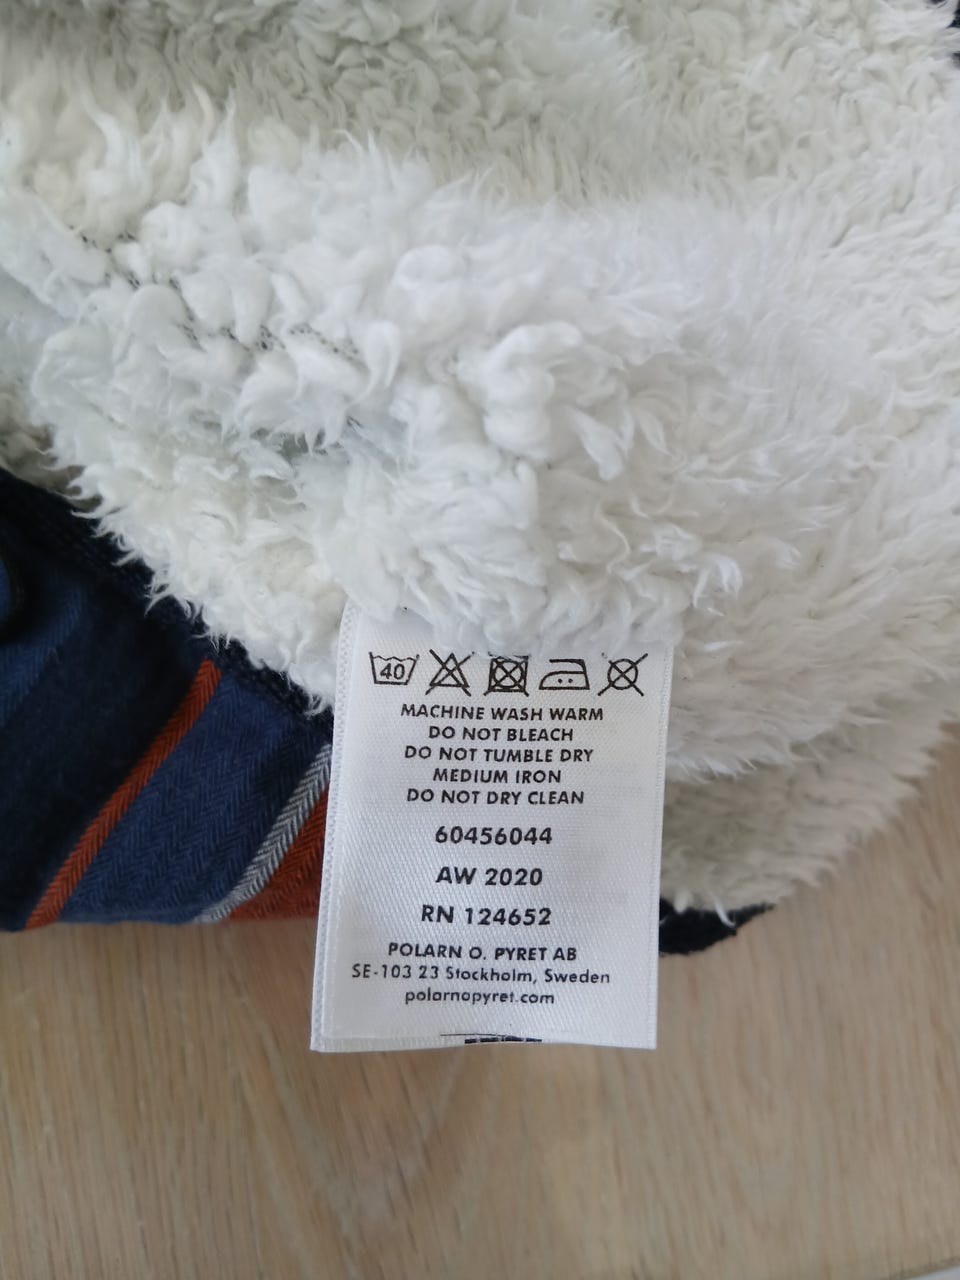 40
MACHINE WASH WARM
DO NOT BLEACH
DO NOT TUMBLE DRY
MEDIUM IRON
DO NOT DRY CLEAN
60456044
AW 2020
RN 124652
POLARN O. PYRET AB
SE-103 23 Stockholm, Sweden
polarnopyret.com